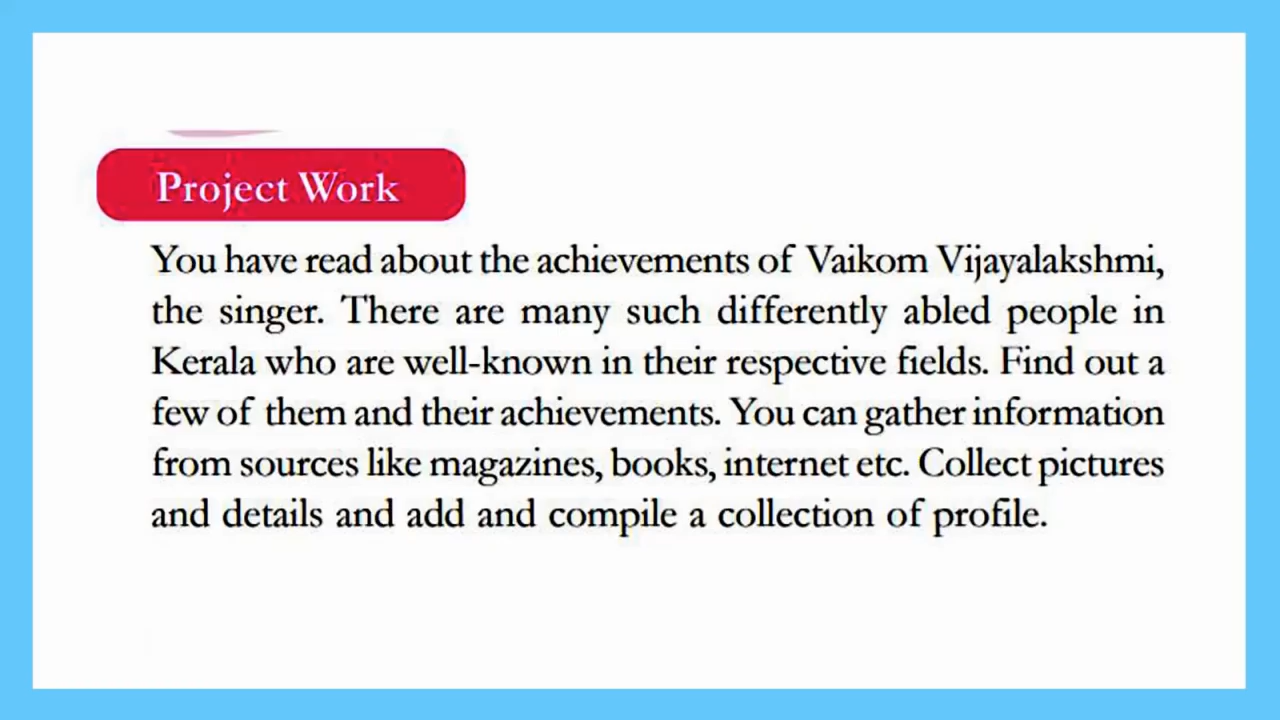 Project Work
You have read about the achievements of Vaikom Vijayalakshmi,
the singer. There are many such differently abled people in
Kerala who are well-known in their respective fields. Find out a
few of them and their achievements. You can gather information
from sources like magazines, books, internet etc. Collect pictures
and details and add and compile a collection of profile.